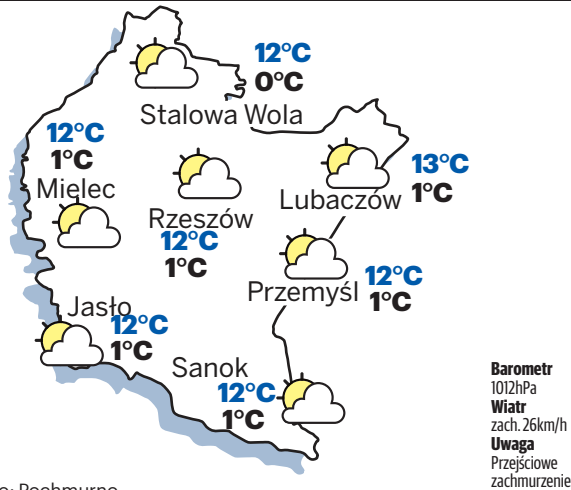 12°C
0°C
Stalowa Wola
12°C
1°C
Mielec
13°C
1°C
Lubaczów
Rzeszów
12°C
1°C
12°C
1°C
Przemyśl
Jasło
12°C
1°C
Sanok
12°C
1°C
Barometr
1012hPa
Wiatr
zach. 26km/h
Uwaga
Przejściowe
zachmurzenie